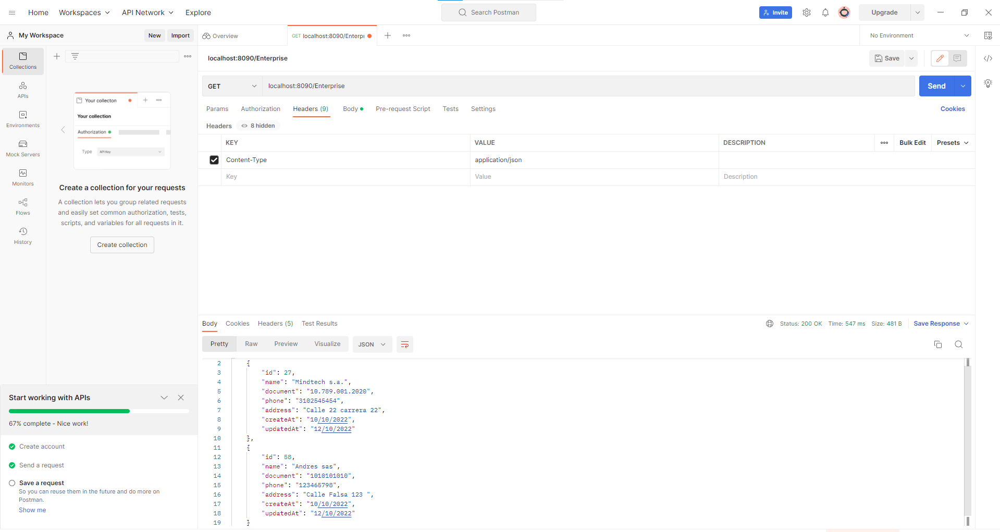 Home Workspaces API Network Explore Search Postman Invite Upgrade
My Workspace New Import Overview GET localhost:8090/Enterpr No Environment
localhost:8090/Enterprise Save
GET localhost:8090/Enterprise Send
Params Authorization Headers (9) Body Pre-request Script Tests Settings Cookies
Headers 8 hidden
KEY VALUE DESCRIPTION Bulk Edit Presets
Content-Type application/json
Key Value Description
Collections
APIs
Environments
Mock Servers
Monitors
Flows
History
Your collecton
Your collection
Authorization
Type API Key
Create a collection for your requests
A collection lets you group related requests
and easily set common authorization, tests,
scripts, and variables for all requests in it.
Create collection
Start working with APIs
67% complete - Nice work!
Create account
Send a request
Save a request
So you can reuse them in the future and do more on
Postman.
Show me
Body Cookies Headers (5) Test Results Status: 200 OK Time: 547 ms Size: 481 B Save Response
Pretty Raw Preview Visualize JSON
2 {
3 "id": 27,
4 "name": "Mindtech s.a.",
5 "document": "10.789.001.2020",
6 "phone": "3102545454",
7 "address": "Calle 22 carrera 22",
8 "createAt": "10/10/2022",
9 "updatedAt": "12/10/2022"
10 },
11 {
12 "id": 58,
13 "name": "Andres sas",
14 "document": "1010101010",
15 "phone": "123465798",
16 "address": "Calle Falsa 123 ",
17 "createAt": "10/10/2022",
18 "updatedAt": "12/10/2022"
19 }